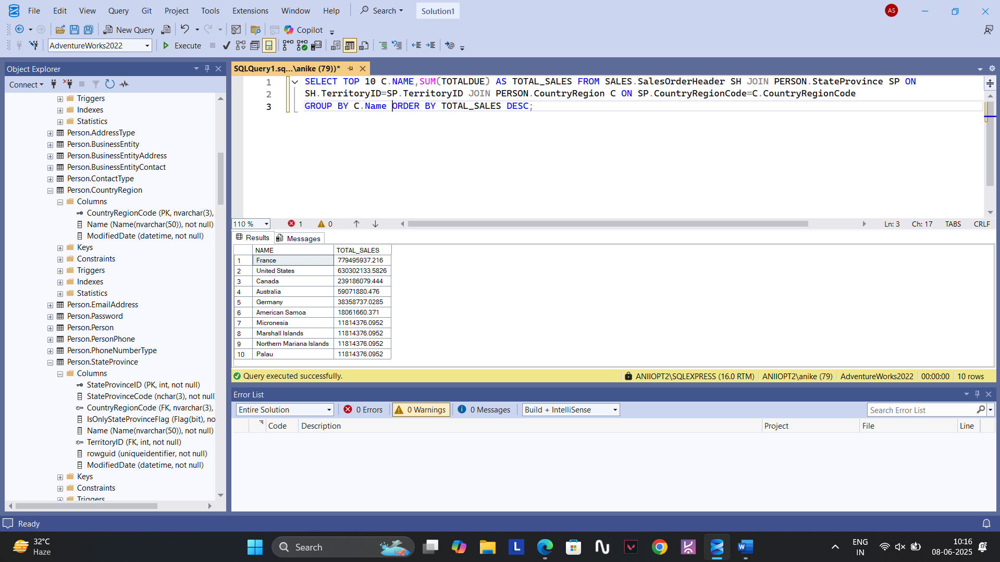 File Edit View Query Git Project Tools Extensions Window Help Search Solution1 AS
New Query Copilot
AdventureWorks2022 Execute
Object Explorer
Connect
Triggers
Indexes
Statistics
Person.AddressType
Person.BusinessEntity
Person.BusinessEntityAddress
Person.BusinessEntityContact
Person.ContactType
Person.CountryRegion
Columns
CountryRegionCode (PK, nvarchar(3),
Name (Name(nvarchar(50)), not null)
ModifiedDate (datetime, not null)
Keys
Constraints
Triggers
Indexes
Statistics
Person.EmailAddress
Person.Password
Person.Person
Person.PersonPhone
Person.PhoneNumberType
Person.StateProvince
Columns
StateProvinceID (PK, int, not null)
StateProvinceCode (nchar(3), not null
CountryRegionCode (FK, nvarchar(3),
IsOnlyStateProvinceFlag (Flag(bit), no
Name (Name(nvarchar(50)), not null)
TerritoryID (FK, int, not null)
rowguid (uniqueidentifier, not null)
ModifiedDate (datetime, not null)
Keys
Constraints
Triggers
SQLQuery1.sq...\anike (79))*
1 SELECT TOP 10 C.NAME,SUM(TOTALDUE) AS TOTAL_SALES FROM SALES.SalesOrderHeader SH JOIN PERSON.StateProvince SP ON
2 SH.TerritoryID=SP.TerritoryID JOIN PERSON.CountryRegion C ON SP.CountryRegionCode=C.CountryRegionCode
3 GROUP BY C.Name ORDER BY TOTAL_SALES DESC;
110 % 1 0 Ln: 3 Ch: 17 TABS CRLF
Results Messages
NAME TOTAL_SALES
1 France 779495937.216
2 United States 630302133.5826
3 Canada 239186079.444
4 Australia 59071880.476
5 Germany 38358737.0285
6 American Samoa 18061660.371
7 Micronesia 11814376.0952
8 Marshall Islands 11814376.0952
9 Northern Mariana Islands 11814376.0952
10 Palau 11814376.0952
Query executed successfully. ANIIOPT2\SQLEXPRESS (16.0 RTM) ANIIOPT2\anike (79) AdventureWorks2022 00:00:00 10 rows
Error List
Entire Solution 0 Errors 0 Warnings 0 Messages Build + IntelliSense Search Error List
Code Description Project File Line
Ready
32°C
Haze
Search
L
ENG
IN
10:16
08-06-2025